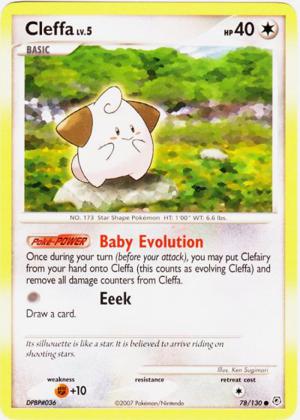 Cleffa LV.5 HP 40
BASIC
NO. 173 Star Shape Pokémon HT: 1'00" WT: 6.6 lbs.
Poké-POWER Baby Evolution
Once during your turn (before your attack), you may put Clefairy
from your hand onto Cleffa (this counts as evolving Cleffa) and
remove all damage counters from Cleffa.
Eeek
Draw a card.
Its silhouette is like a star. It is believed to arrive riding on
shooting stars.
Illus. Ken Sugimori
weakness resistance retreat cost
+10
DPBP#036 ©2007 Pokémon/Nintendo 78/130